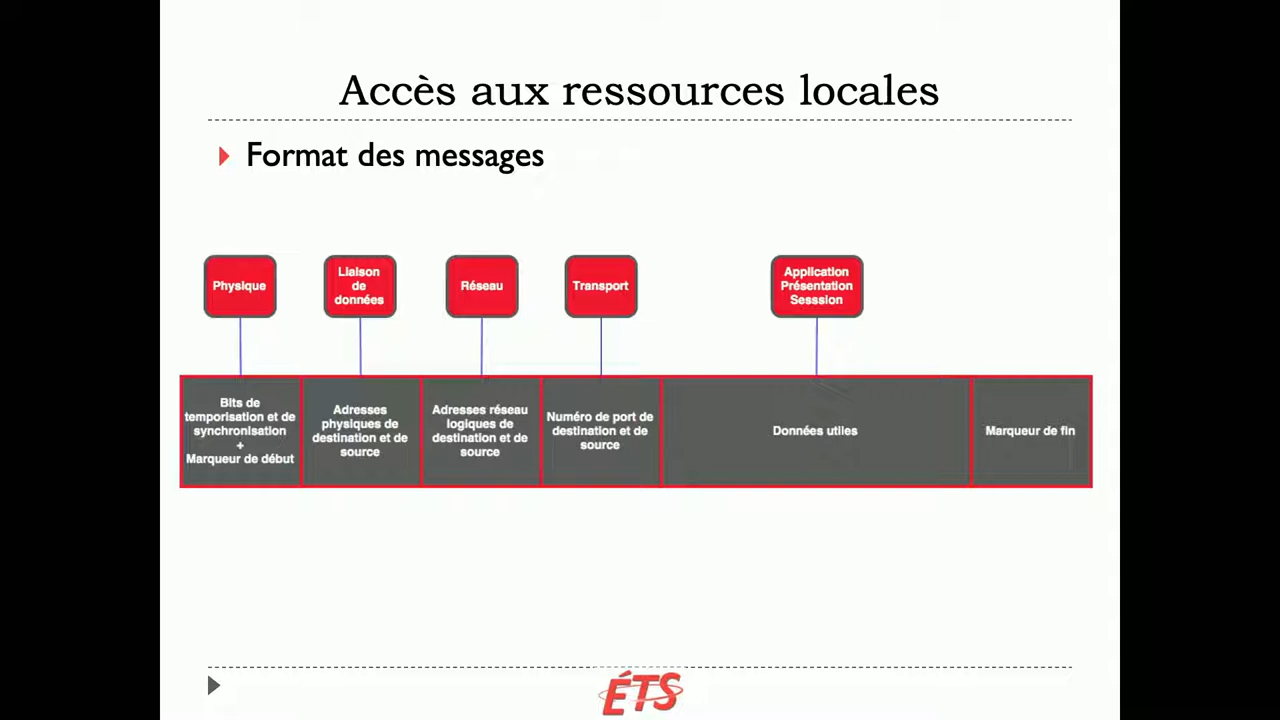 Accès aux ressources locales
Format des messages
Physique
Liaison
de
données
Réseau
Transport
Application
Présentation
Sesssion
Bits de
temporisation et de
synchronisation
+
Marqueur de début
Adresses
physiques de
destination et de
source
Adresses réseau
logiques de
destination et de
source
Numéro de port de
destination et de
source
Données utiles
Marqueur de fin
ÉTS